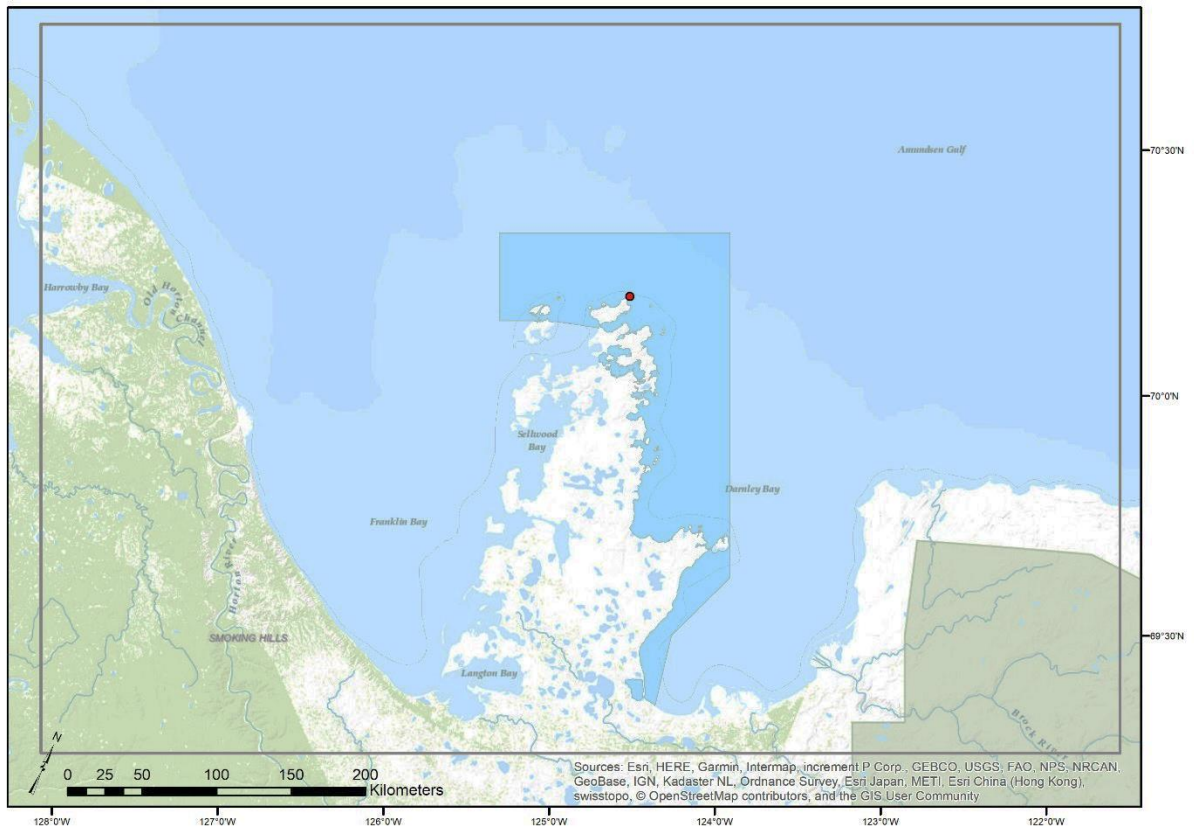 Amundsen Gulf
70°30'N
Harrowby Bay
Old Horton Channel
70°0'N
Sellwood
Bay
Darnley Bay
Franklin Bay
Horton River
69°30'N
SMOKING HILLS
Langton Bay
Brock River
N
0 25 50 100 150 200
Kilometers
Sources: Esri, HERE, Garmin, Intermap, increment P Corp., GEBCO, USGS, FAO, NPS, NRCAN,
GeoBase, IGN, Kadaster NL, Ordnance Survey, Esri Japan, METI, Esri China (Hong Kong),
swisstopo, © OpenStreetMap contributors, and the GIS User Community
128°0'W 127°0'W 126°0'W 125°0'W 124°0'W 123°0'W 122°0'W